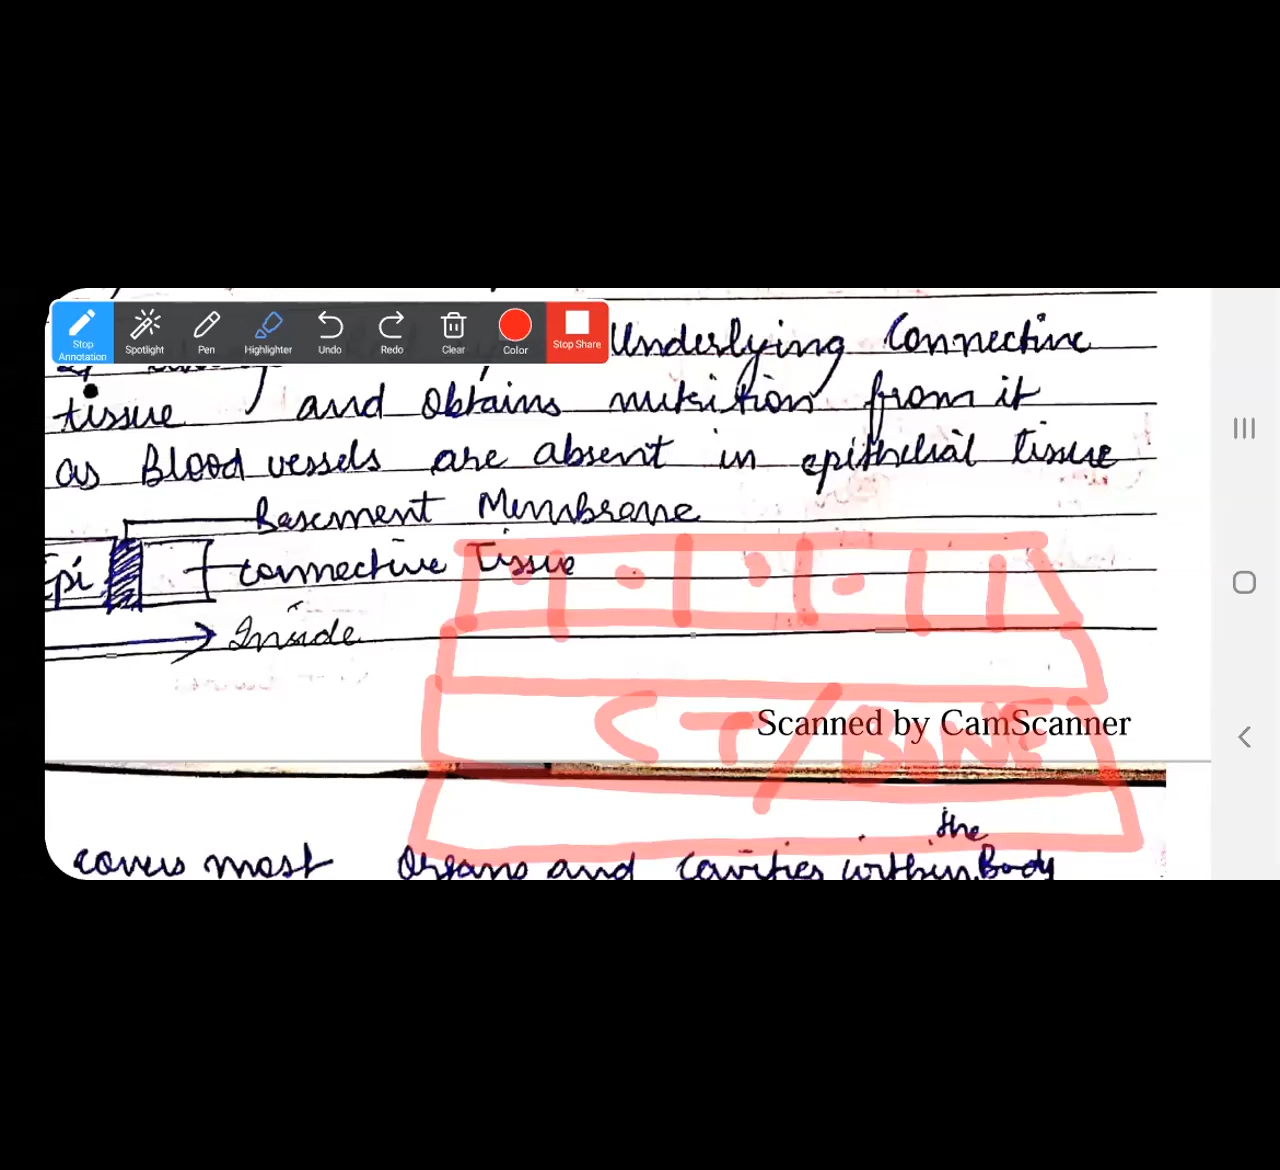 Stop Annotation
Spotlight
Pen
Highlighter
Undo
Redo
Clear
Color
Stop Share
Underlying Connective
tissue and obtains nutrition from it
as Blood vessels are absent in epithelial tissue
Basement Membrane
Epi
connective Tissue
Inside
CT/BONE
Scanned by CamScanner
the
covers most Organs and cavities within Body